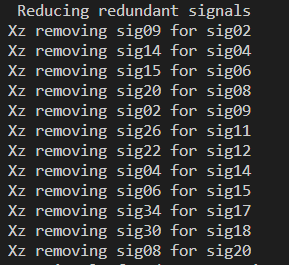 Reducing redundant signals
Xz removing sig09 for sig02
Xz removing sig14 for sig04
Xz removing sig15 for sig06
Xz removing sig20 for sig08
Xz removing sig02 for sig09
Xz removing sig26 for sig11
Xz removing sig22 for sig12
Xz removing sig04 for sig14
Xz removing sig06 for sig15
Xz removing sig34 for sig17
Xz removing sig30 for sig18
Xz removing sig08 for sig20